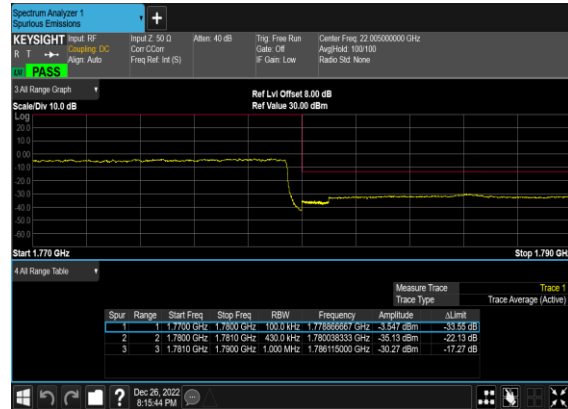 Spectrum Analyzer 1
Spurious Emissions
KEYSIGHT Input: RF Input Z: 50 Ω Atten: 40 dB Trig: Free Run Center Freq: 22.005000000 GHz
R T Coupling: DC Corr CCorr Gate: Off Avg|Hold: 100/100
Align: Auto Freq Ref: Int (S) IF Gain: Low Radio Std: None
LW PASS
3 All Range Graph
Ref Lvl Offset 8.00 dB
Scale/Div 10.0 dB Ref Value 30.00 dBm
Log
20.0
10.0
0.00
-10.0
-20.0
-30.0
-40.0
-50.0
-60.0
Start 1.770 GHz Stop 1.790 GHz
4 All Range Table
Measure Trace Trace 1
Trace Type Trace Average (Active)
Spur Range Start Freq Stop Freq RBW Frequency Amplitude ΔLimit
1 1 1.7700 GHz 1.7800 GHz 100.0 kHz 1.778866667 GHz -3.547 dBm -33.55 dB
2 2 1.7800 GHz 1.7810 GHz 430.0 kHz 1.780038333 GHz -35.13 dBm -22.13 dB
3 3 1.7810 GHz 1.7900 GHz 1.000 MHz 1.786115000 GHz -30.27 dBm -17.27 dB
? Dec 26, 2022
8:15:44 PM